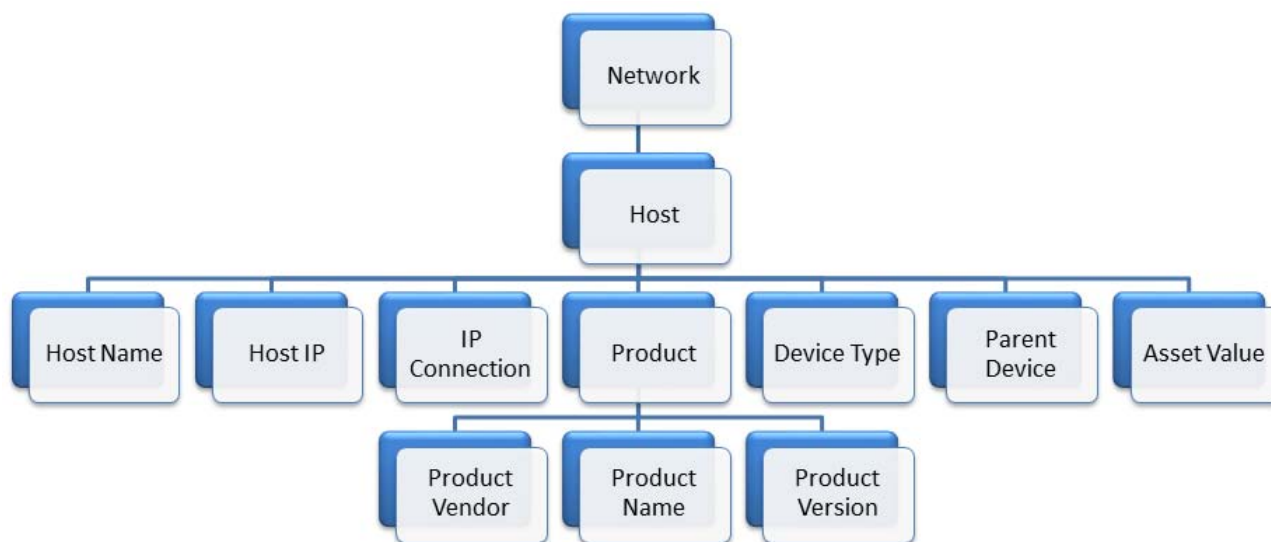 Network
Host
Host Name
Host IP
IP
Connection
Product
Device Type
Parent
Device
Asset Value
Product
Vendor
Product
Name
Product
Version